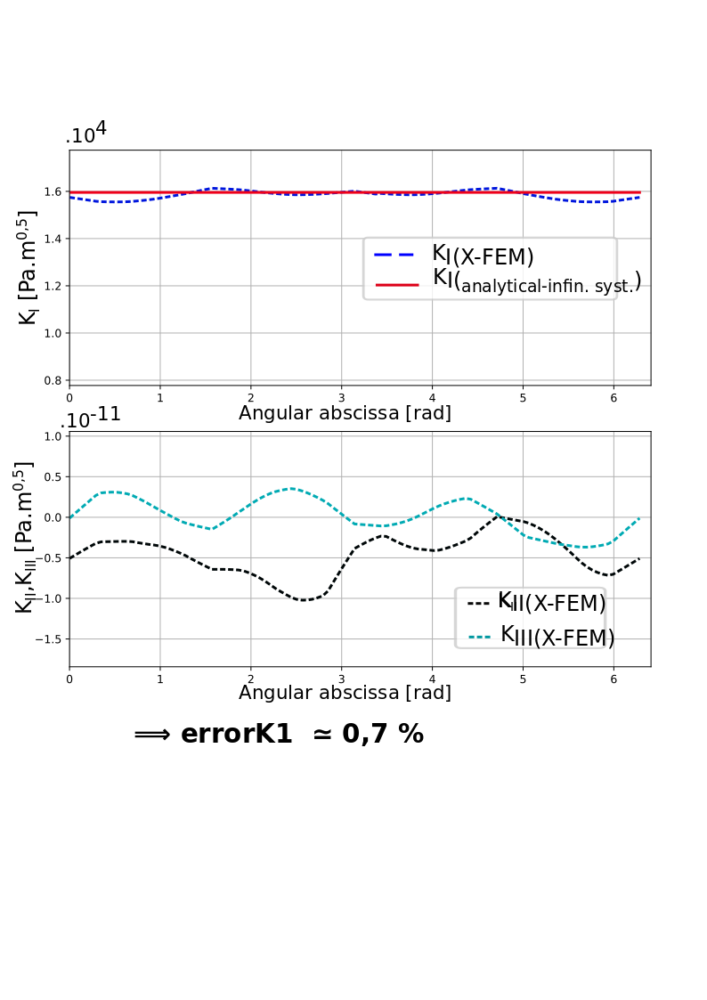 .10⁴
1.6
1.4
1.2
1.0
0.8
K_I [Pa.m^0,5]
K_I(X-FEM)
K_I(analytical-infin. syst.)
0 1 2 3 4 5 6
Angular abscissa [rad]
.10^-11
1.0
0.5
0.0
−0.5
−1.0
−1.5
K_II,K_III [Pa.m^0,5]
K_II(X-FEM)
K_III(X-FEM)
0 1 2 3 4 5 6
Angular abscissa [rad]
⟹ errorK1 ≃ 0,7 %